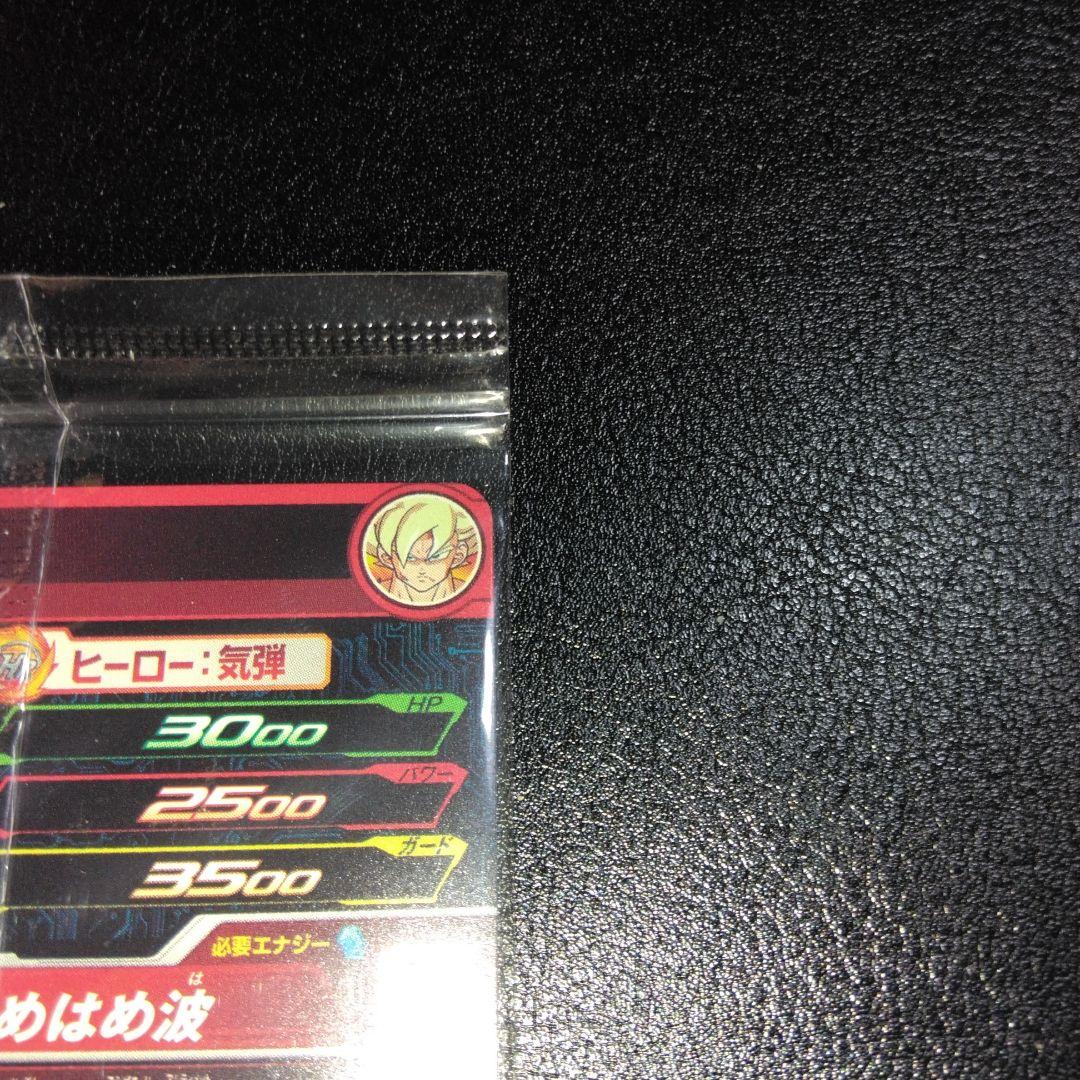 ヒーロー：気弾
HP
3000
パワー
2500
ガード
3500
必要エナジー
は
めはめ波